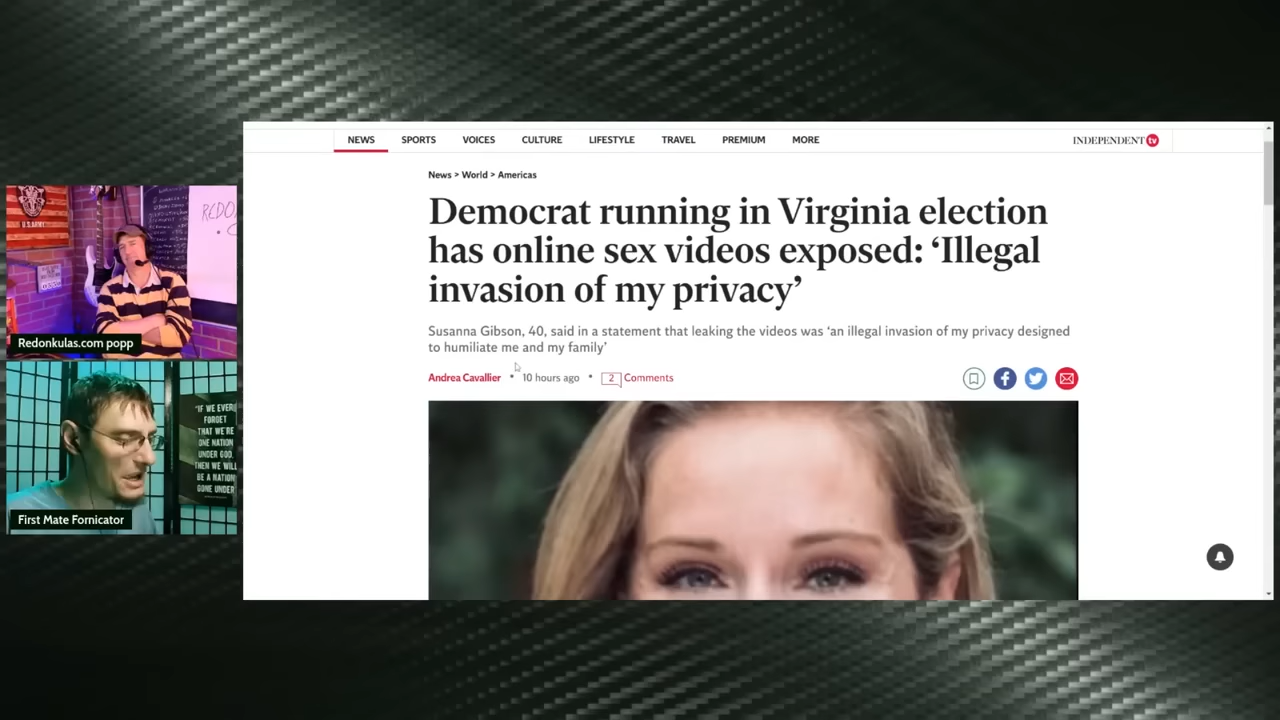 NEWS SPORTS VOICES CULTURE LIFESTYLE TRAVEL PREMIUM MORE
INDEPENDENT tv
News > World > Americas
Democrat running in Virginia election
has online sex videos exposed: ‘Illegal
invasion of my privacy’
Susanna Gibson, 40, said in a statement that leaking the videos was ‘an illegal invasion of my privacy designed
to humiliate me and my family’
Andrea Cavallier • 10 hours ago • 2 Comments
U.S. ARMY
REDO
Redonkulas.com popp
"IF WE EVER
FORGET
THAT WE'RE
ONE NATION
UNDER GOD,
THEN WE WILL
BE A NATION
GONE UNDER"
First Mate Fornicator